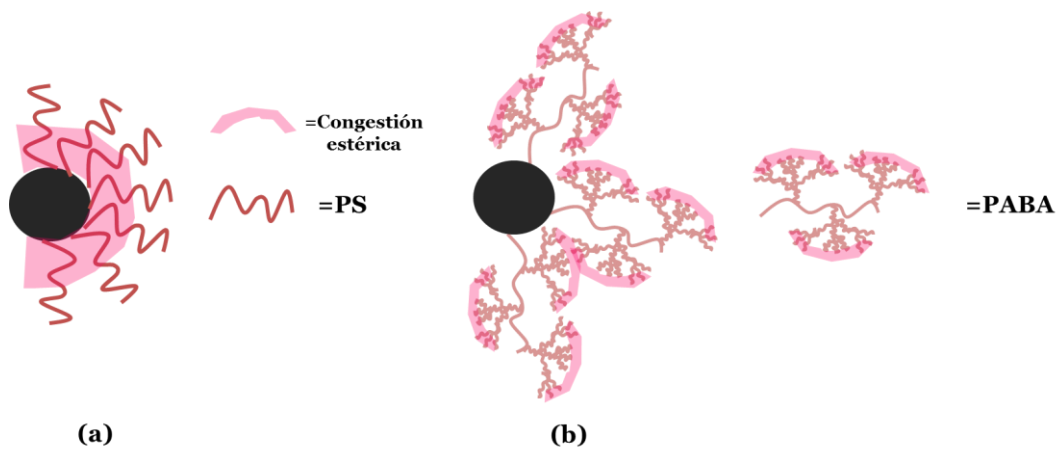 =Congestión
estérica
=PS
=PABA
(a)
(b)